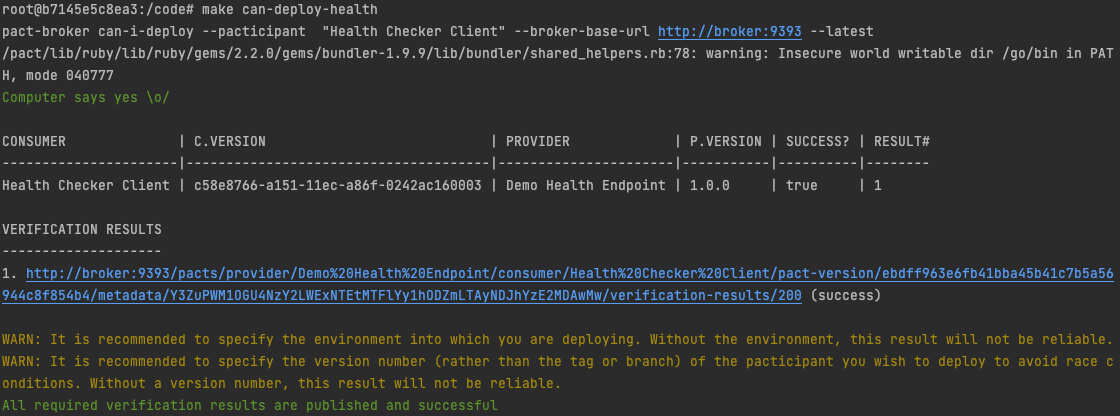 root@b7145e5c8ea3:/code# make can-deploy-health
pact-broker can-i-deploy --pacticipant  "Health Checker Client" --broker-base-url http://broker:9393 --latest
/pact/lib/ruby/lib/ruby/gems/2.2.0/gems/bundler-1.9.9/lib/bundler/shared_helpers.rb:78: warning: Insecure world writable dir /go/bin in PAT
H, mode 040777
Computer says yes \o/
CONSUMER              | C.VERSION                            | PROVIDER             | P.VERSION | SUCCESS? | RESULT#
----------------------|--------------------------------------|----------------------|-----------|----------|--------
Health Checker Client | c58e8766-a151-11ec-a86f-0242ac160003 | Demo Health Endpoint | 1.0.0     | true     | 1
VERIFICATION RESULTS
--------------------
1. http://broker:9393/pacts/provider/Demo%20Health%20Endpoint/consumer/Health%20Checker%20Client/pact-version/ebdff963e6fb41bba45b41c7b5a56
944c8f854b4/metadata/Y3ZuPWM1OGU4NzY2LWExNTEtMTFlYy1hODZmLTAyNDJhYzE2MDAwMw/verification-results/200 (success)
WARN: It is recommended to specify the environment into which you are deploying. Without the environment, this result will not be reliable.
WARN: It is recommended to specify the version number (rather than the tag or branch) of the pacticipant you wish to deploy to avoid race c
onditions. Without a version number, this result will not be reliable.
All required verification results are published and successful